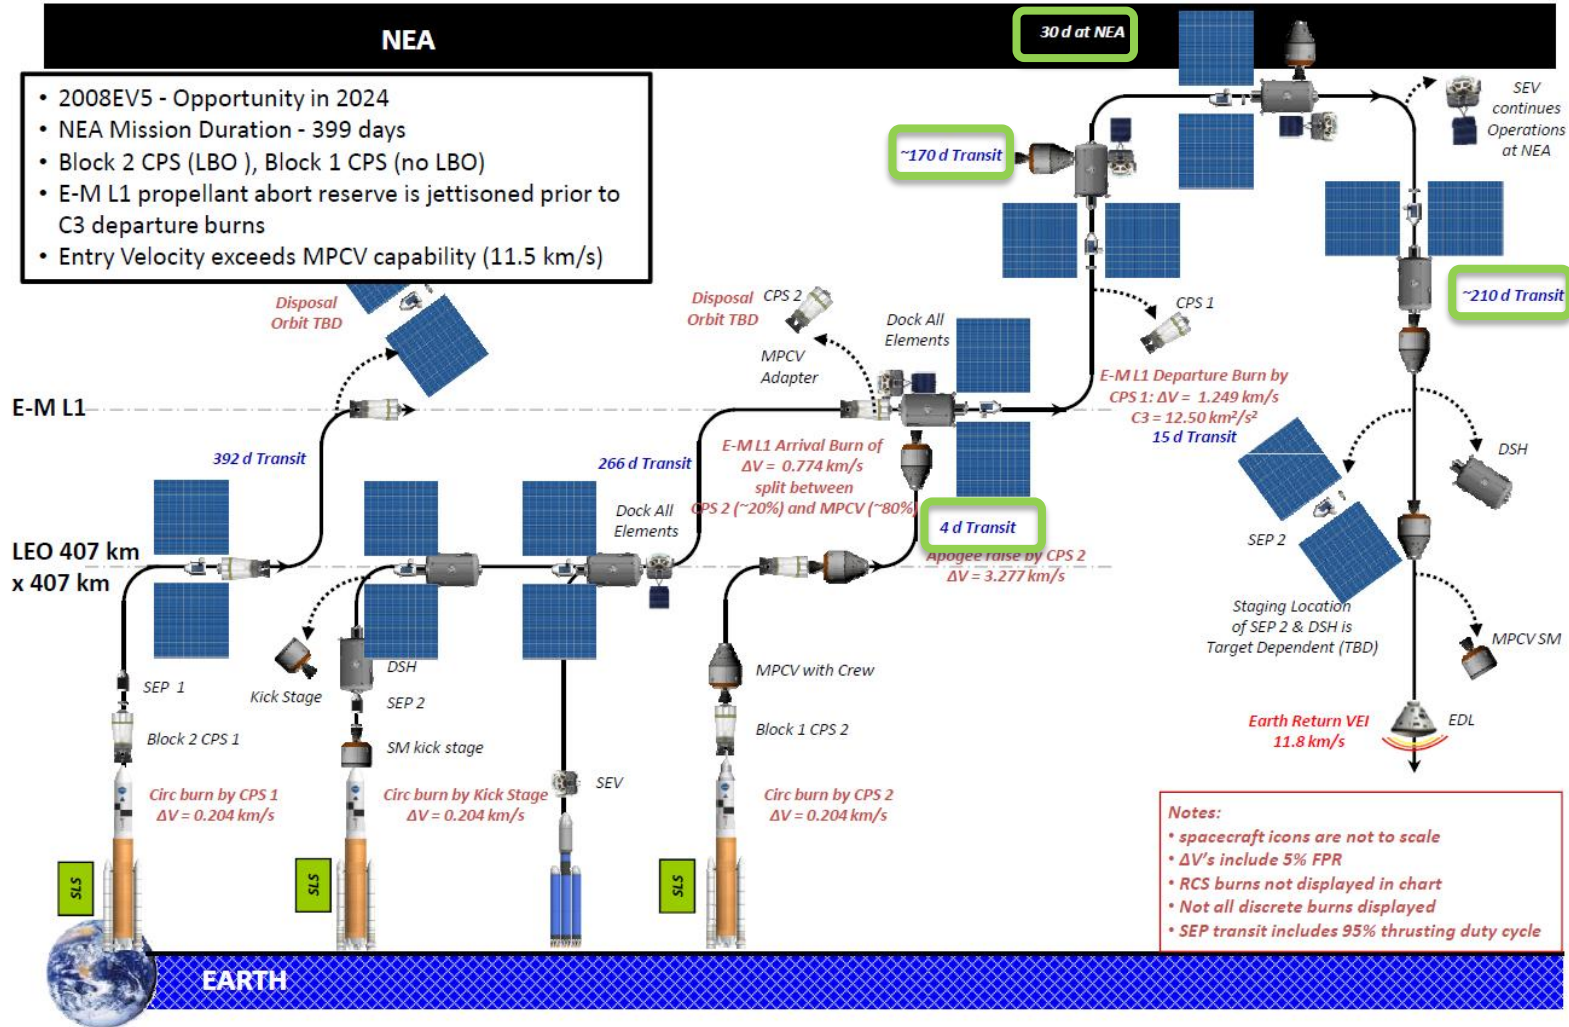 NEA
30 d at NEA
• 2008EV5 - Opportunity in 2024
• NEA Mission Duration - 399 days
• Block 2 CPS (LBO ), Block 1 CPS (no LBO)
• E-M L1 propellant abort reserve is jettisoned prior to
C3 departure burns
• Entry Velocity exceeds MPCV capability (11.5 km/s)
SEV
continues
Operations
at NEA
~170 d Transit
~210 d Transit
Disposal
Orbit TBD
Disposal
Orbit TBD
CPS 2
MPCV
Adapter
Dock All
Elements
CPS 1
E-M L1
E-M L1 Departure Burn by
CPS 1: ΔV = 1.249 km/s
C3 = 12.50 km²/s²
15 d Transit
392 d Transit
266 d Transit
E-M L1 Arrival Burn of
ΔV = 0.774 km/s
split between
CPS 2 (~20%) and MPCV (~80%)
DSH
Dock All
Elements
4 d Transit
SEP 2
LEO 407 km
x 407 km
Apogee raise by CPS 2
ΔV = 3.277 km/s
Staging Location
of SEP 2 & DSH is
Target Dependent (TBD)
MPCV SM
SEP 1
Kick Stage
DSH
SEP 2
MPCV with Crew
Block 2 CPS 1
SM kick stage
Block 1 CPS 2
Earth Return VEI
11.8 km/s
EDL
Circ burn by CPS 1
ΔV = 0.204 km/s
Circ burn by Kick Stage
ΔV = 0.204 km/s
SEV
Circ burn by CPS 2
ΔV = 0.204 km/s
SLS
SLS
SLS
Notes:
• spacecraft icons are not to scale
• ΔV's include 5% FPR
• RCS burns not displayed in chart
• Not all discrete burns displayed
• SEP transit includes 95% thrusting duty cycle
EARTH